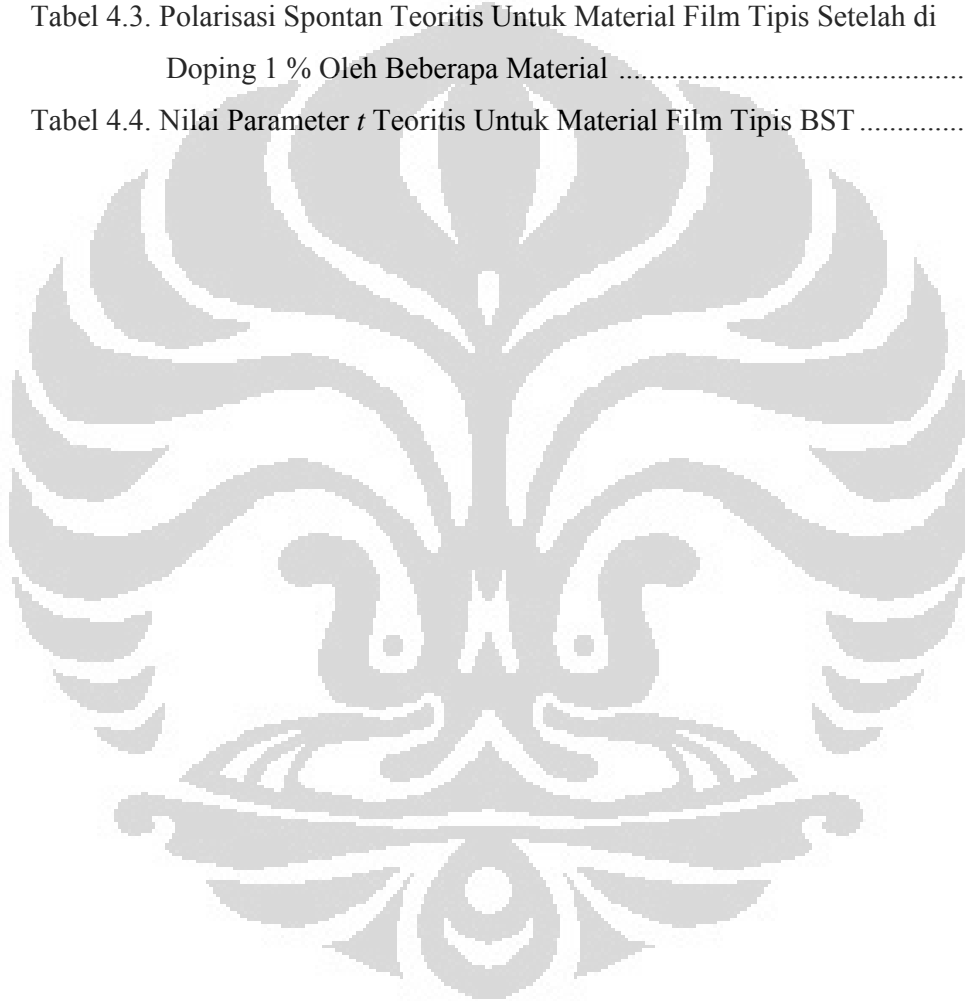 Tabel 4.3. Polarisasi Spontan Teoritis Untuk Material Film Tipis Setelah di
Doping 1 % Oleh Beberapa Material ......................................
Tabel 4.4. Nilai Parameter t Teoritis Untuk Material Film Tipis BST ..............